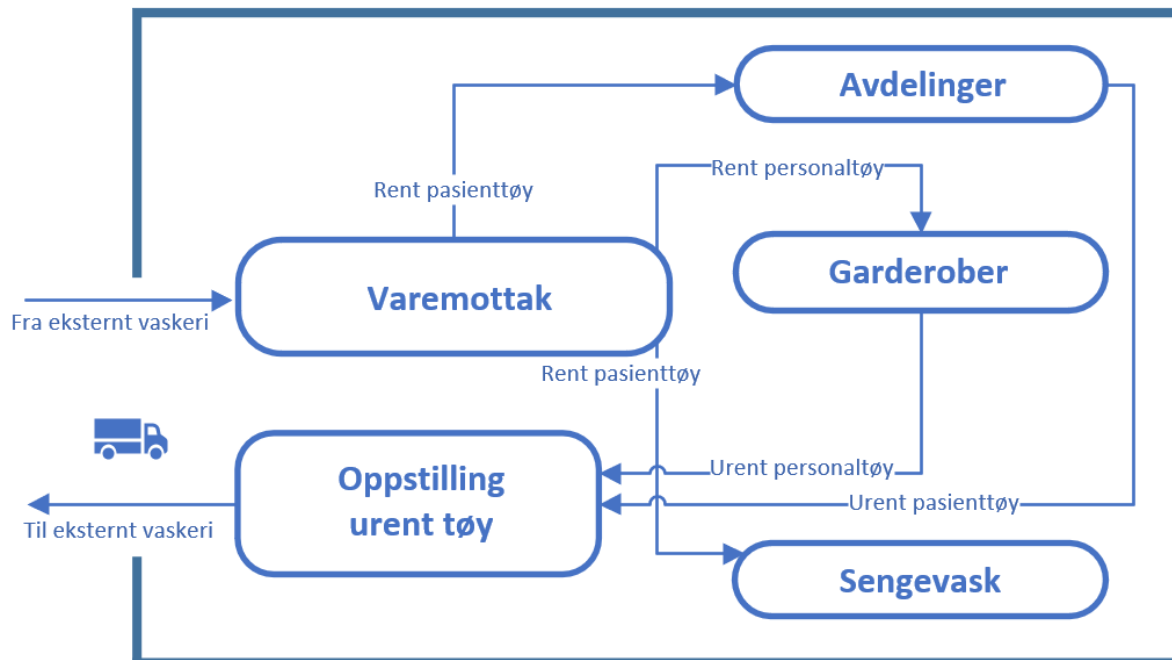 Avdelinger
Rent pasienttøy
Rent personaltøy
Varemottak
Garderober
Fra eksternt vaskeri
Rent pasienttøy
Oppstilling
urent tøy
Urent personaltøy
Urent pasienttøy
Til eksternt vaskeri
Sengevask